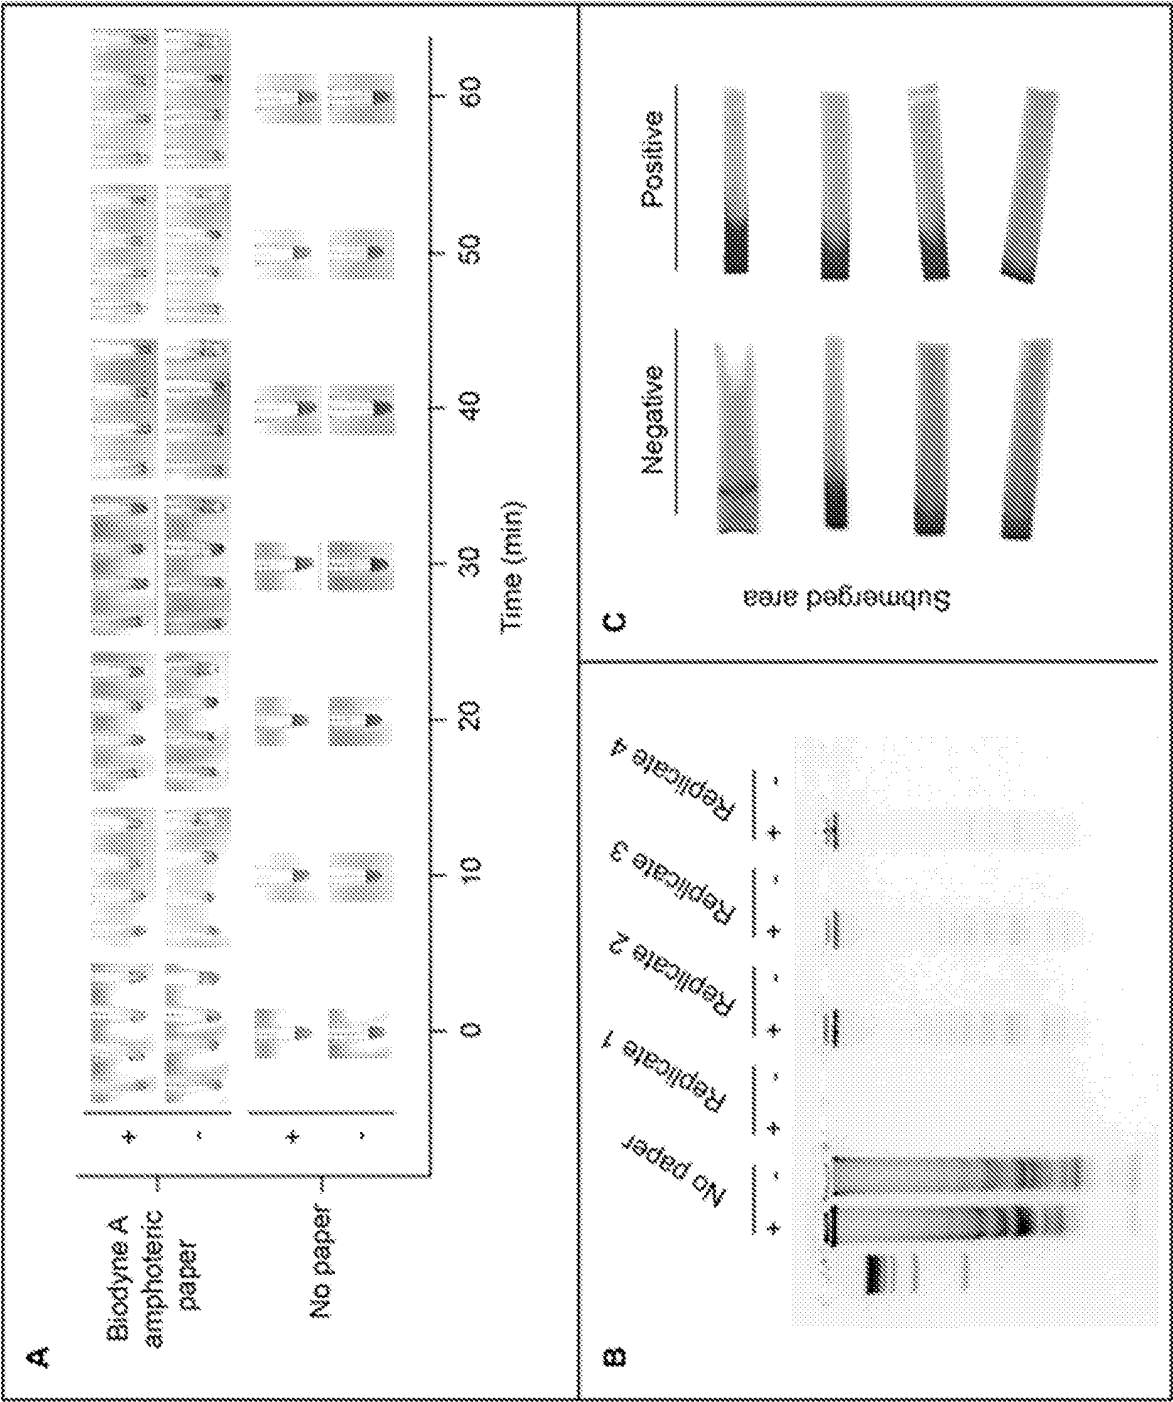 A
Biodyne A
amphoteric
paper
+
-
No paper
+
-
0
10
20
30
40
50
60
Time (min)
B
No paper
Replicate 1
Replicate 2
Replicate 3
Replicate 4
+ - + - + - + - + -
C
Negative
Positive
Submerged area